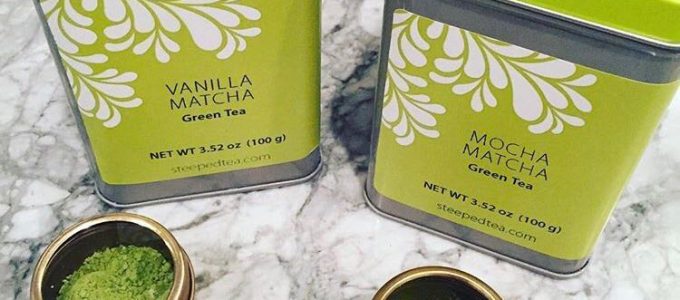 VANILLA
MATCHA
Green Tea
NET WT 3.52 oz (100 g)
steepedtea.com
MOCHA
MATCHA
Green Tea
NET WT 3.52 oz (100 g)
steepedtea.com